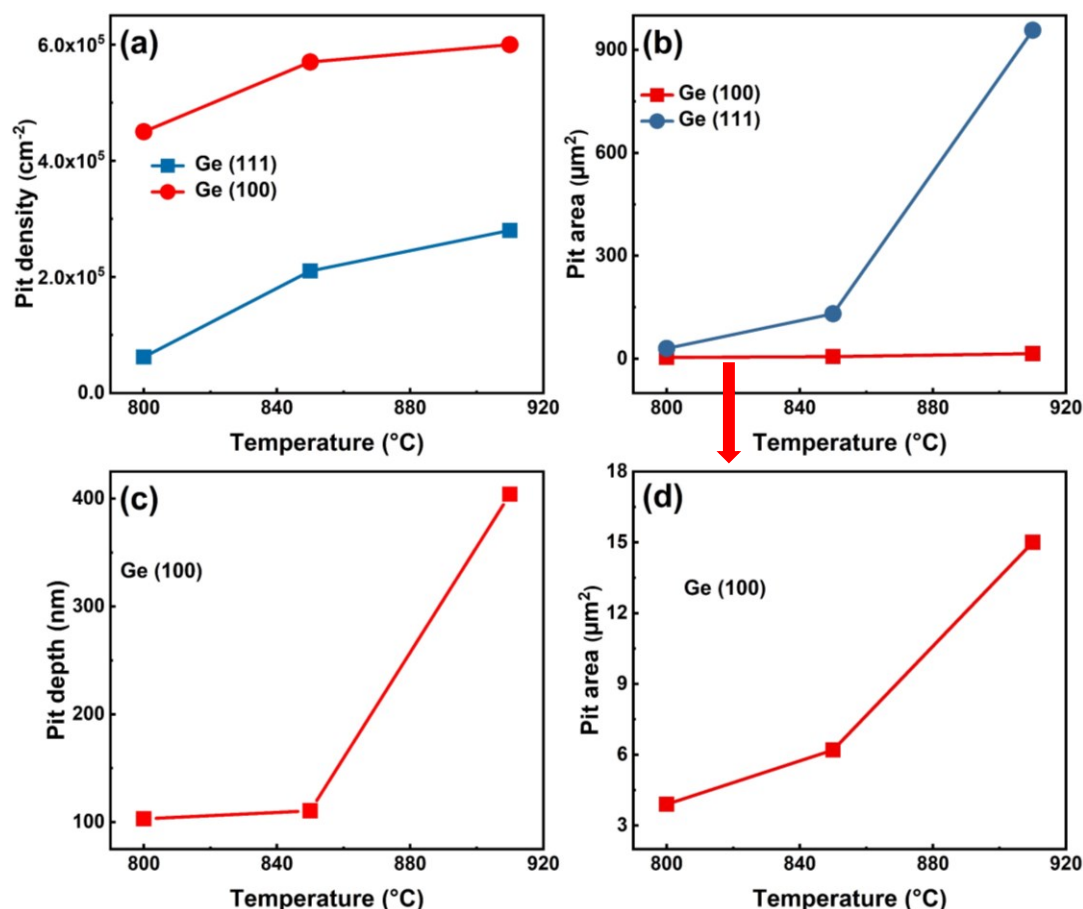 (a)
Pit density (cm⁻²)
6.0x10⁵
4.0x10⁵
2.0x10⁵
0.0
Ge (111)
Ge (100)
800 840 880 920
Temperature (°C)
(b)
Pit area (µm²)
900
600
300
0
Ge (100)
Ge (111)
800 840 880 920
Temperature (°C)
(c)
Pit depth (nm)
400
300
200
100
Ge (100)
800 840 880 920
Temperature (°C)
(d)
Pit area (µm²)
18
15
12
9
6
3
Ge (100)
800 840 880 920
Temperature (°C)